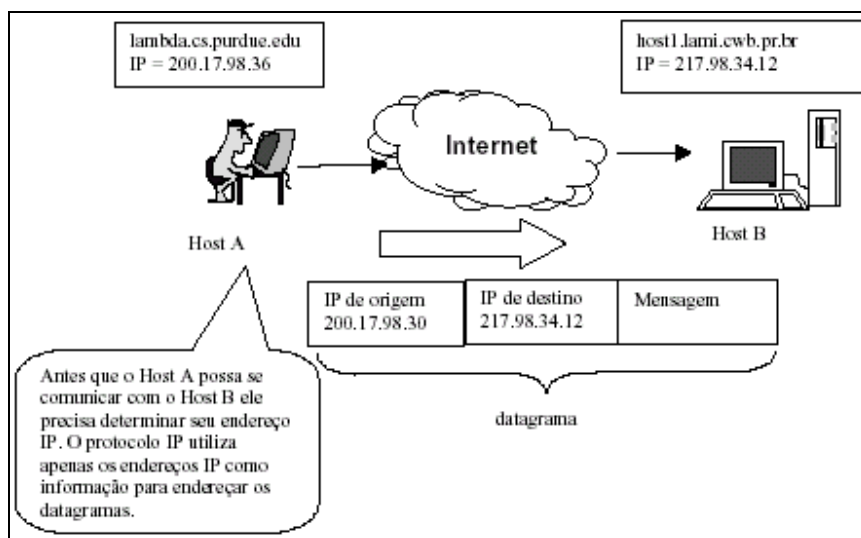 lambda.cs.purdue.edu
IP = 200.17.98.36
host1.lami.cwb.pr.br
IP = 217.98.34.12
Internet
Host A
Host B
IP de origem
200.17.98.30
IP de destino
217.98.34.12
Mensagem
datagrama
Antes que o Host A possa se
comunicar com o Host B ele
precisa determinar seu endereço
IP. O protocolo IP utiliza
apenas os endereços IP como
informação para endereçar os
datagramas.